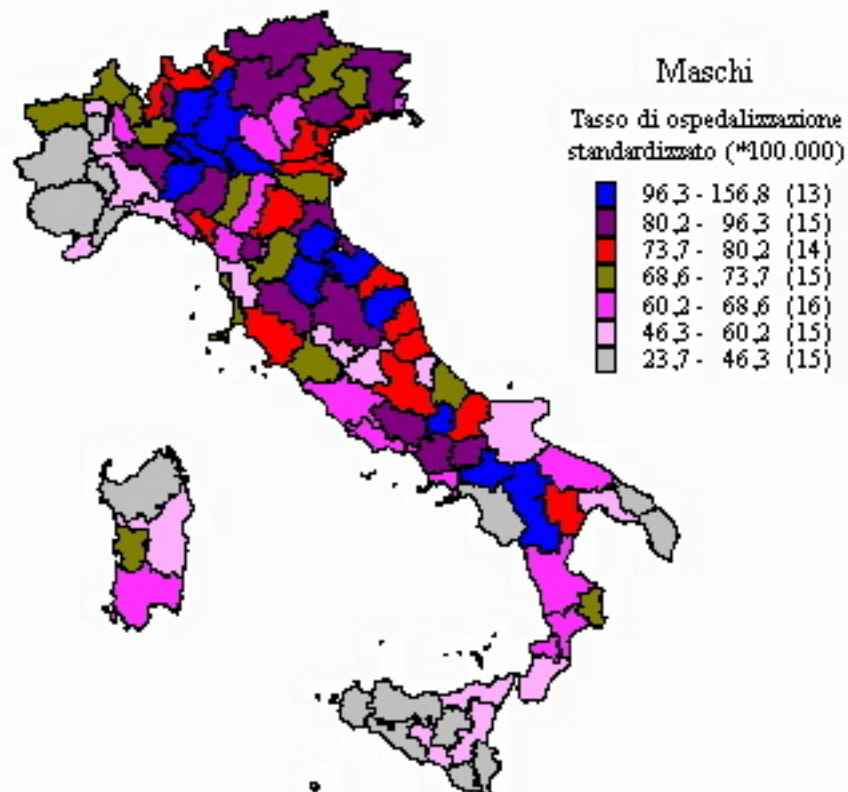 Maschi
Tasso di ospedalizzazione
standardizzato (*100.000)
96,3 - 156,8 (13)
80,2 - 96,3 (15)
73,7 - 80,2 (14)
68,6 - 73,7 (15)
60,2 - 68,6 (16)
46,3 - 60,2 (15)
23,7 - 46,3 (15)